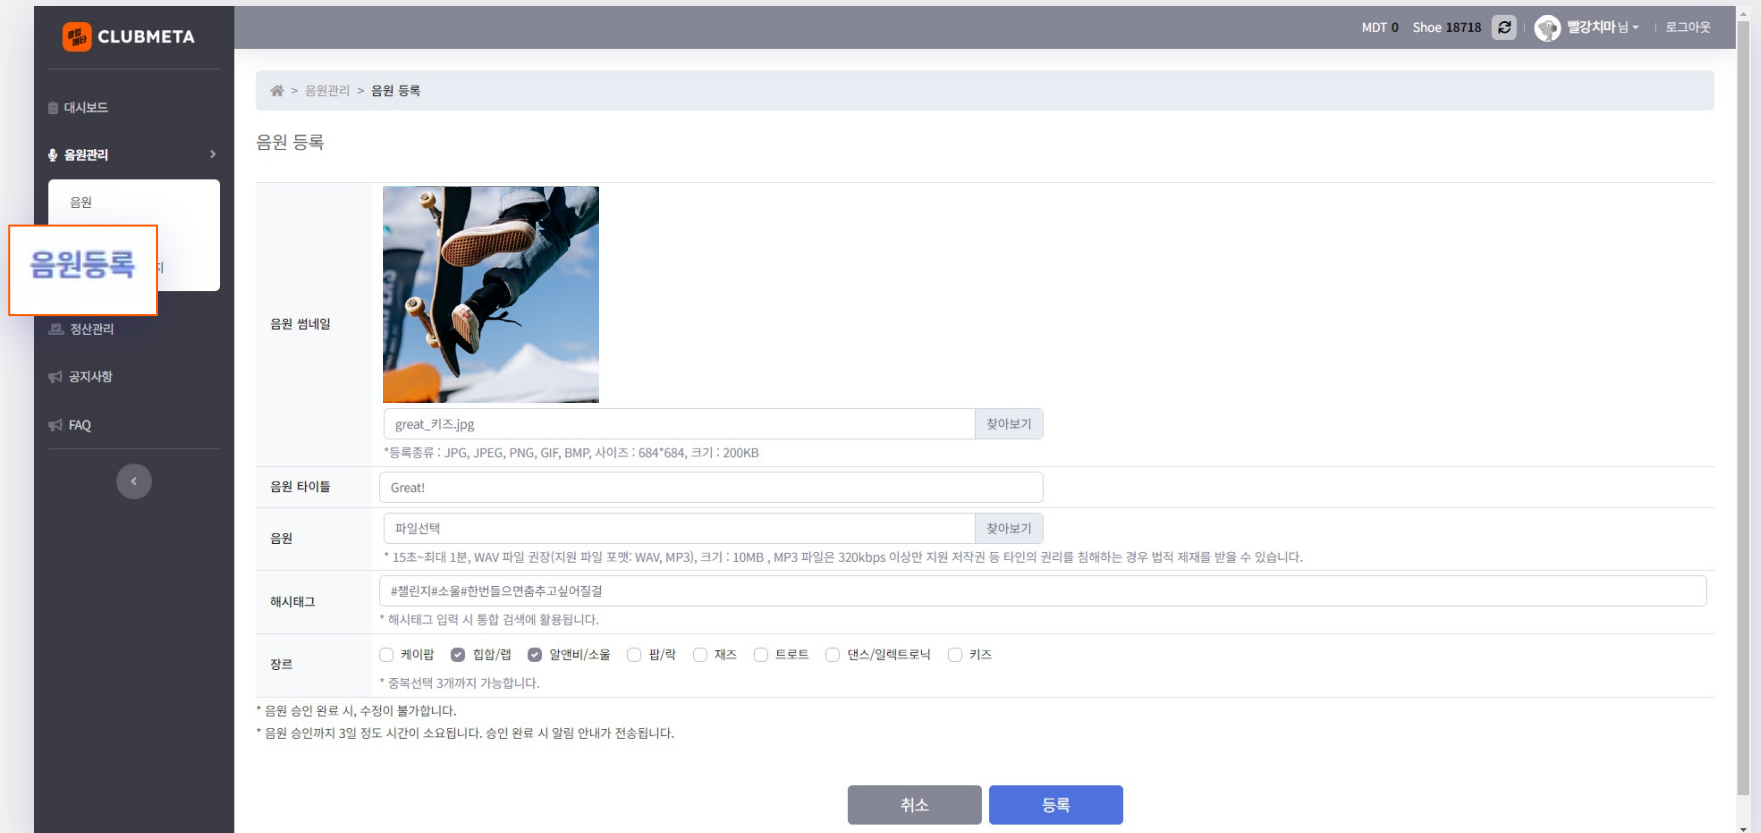 클럽메타 CLUBMETA
MDT 0 Shoe 18718 빨강치마 님 로그아웃
대시보드
음원관리
음원
음원등록
지
정산관리
공지사항
FAQ
> 음원관리 > 음원 등록
음원 등록
음원 썸네일
great_키즈.jpg 찾아보기
*등록종류 : JPG, JPEG, PNG, GIF, BMP, 사이즈 : 684*684, 크기 : 200KB
음원 타이틀 Great!
음원 파일선택 찾아보기
* 15초~최대 1분, WAV 파일 권장(지원 파일 포맷: WAV, MP3), 크기 : 10MB , MP3 파일은 320kbps 이상만 지원 저작권 등 타인의 권리를 침해하는 경우 법적 제재를 받을 수 있습니다.
해시태그 #챌린지#소울#한번들으면춤추고싶어질걸
* 해시태그 입력 시 통합 검색에 활용됩니다.
장르 케이팝 힙합/랩 알앤비/소울 팝/락 재즈 트로트 댄스/일렉트로닉 키즈
* 중복선택 3개까지 가능합니다.
* 음원 승인 완료 시, 수정이 불가합니다.
* 음원 승인까지 3일 정도 시간이 소요됩니다. 승인 완료 시 알림 안내가 전송됩니다.
취소 등록